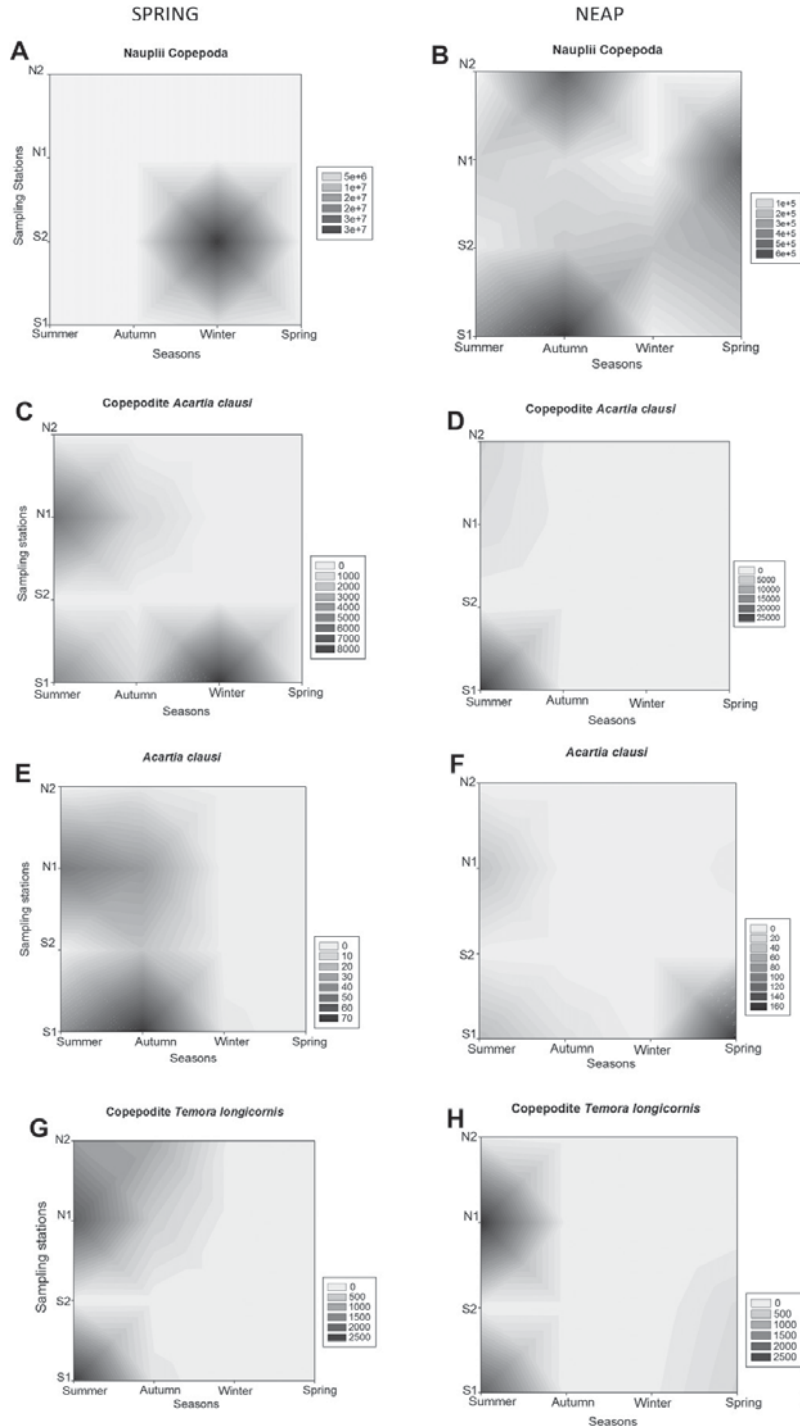 SPRING
NEAP
A
Nauplii Copepoda
N2
N1
S2
S1
Sampling Stations
Summer Autumn Winter Spring
Seasons
5e+6
1e+7
2e+7
2e+7
3e+7
3e+7
B
Nauplii Copepoda
N2
N1
S2
S1
Summer Autumn Winter Spring
Seasons
1e+5
2e+5
3e+5
4e+5
5e+5
6e+5
C
Copepodite Acartia clausi
N2
N1
S2
S1
Sampling stations
Summer Autumn Winter Spring
Seasons
0
1000
2000
3000
4000
5000
6000
7000
8000
D
Copepodite Acartia clausi
N2
N1
S2
S1
Summer Autumn Winter Spring
Seasons
0
5000
10000
15000
20000
25000
E
Acartia clausi
N2
N1
S2
S1
Sampling stations
Summer Autumn Winter Spring
Seasons
0
10
20
30
40
50
60
70
F
Acartia clausi
N2
N1
S2
S1
Summer Autumn Winter Spring
Seasons
0
20
40
60
80
100
120
140
160
G
Copepodite Temora longicornis
N2
N1
S2
S1
Sampling stations
Summer Autumn Winter Spring
Seasons
0
500
1000
1500
2000
2500
H
Copepodite Temora longicornis
N2
N1
S2
S1
Summer Autumn Winter Spring
Seasons
0
500
1000
1500
2000
2500